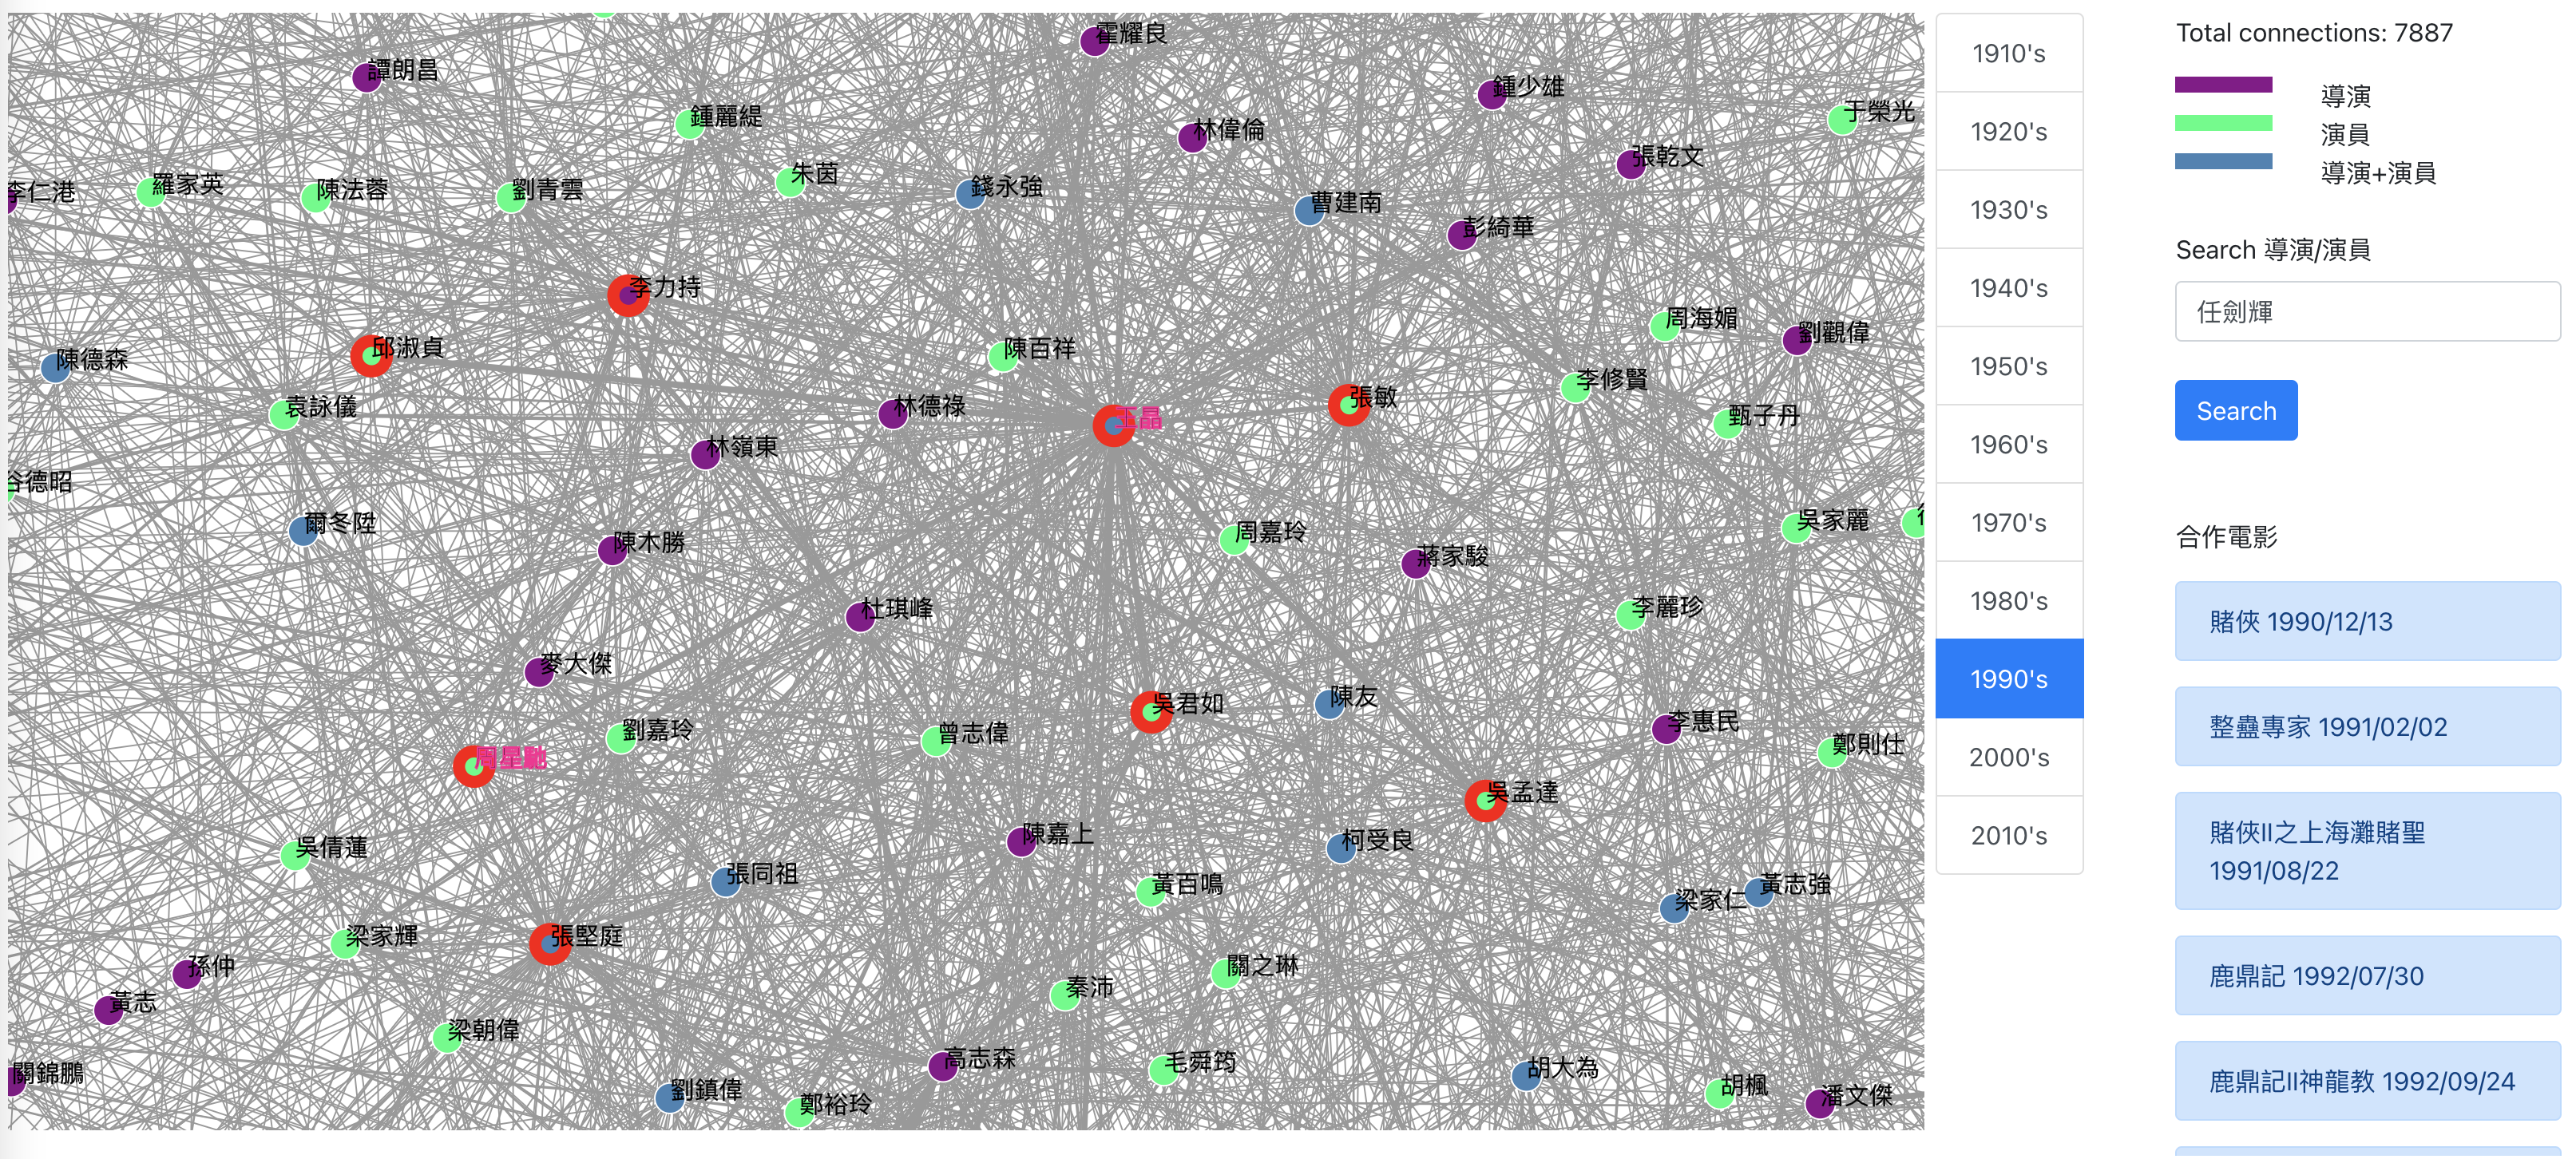 霍耀良
譚朗昌
鍾少雄
鍾麗緹
于榮光
林偉倫
張乾文
朱茵
李仁港
羅家英
陳法蓉
劉青雲
錢永強
曹建南
彭綺華
李力持
周海媚
劉觀偉
邱淑貞
陳百祥
陳德森
李修賢
張敏
袁詠儀
林德祿
王晶
甄子丹
林嶺東
谷德昭
爾冬陞
吳家麗
周嘉玲
陳木勝
蔣家駿
杜琪峰
李麗珍
麥大傑
吳君如
陳友
李惠民
劉嘉玲
曾志偉
鄭則仕
周星馳
吳孟達
陳嘉上
柯受良
吳倩蓮
張同祖
黃百鳴
黃志強
梁家仁
梁家輝
張堅庭
孫仲
關之琳
秦沛
黃志
梁朝偉
高志森
毛舜筠
胡大為
關錦鵬
劉鎮偉
胡楓
潘文傑
鄭裕玲
1910's
1920's
1930's
1940's
1950's
1960's
1970's
1980's
1990's
2000's
2010's
Total connections: 7887
導演
演員
導演+演員
Search 導演/演員
任劍輝
Search
合作電影
賭俠 1990/12/13
整蠱專家 1991/02/02
賭俠II之上海灘賭聖
1991/08/22
鹿鼎記 1992/07/30
鹿鼎記II神龍教 1992/09/24